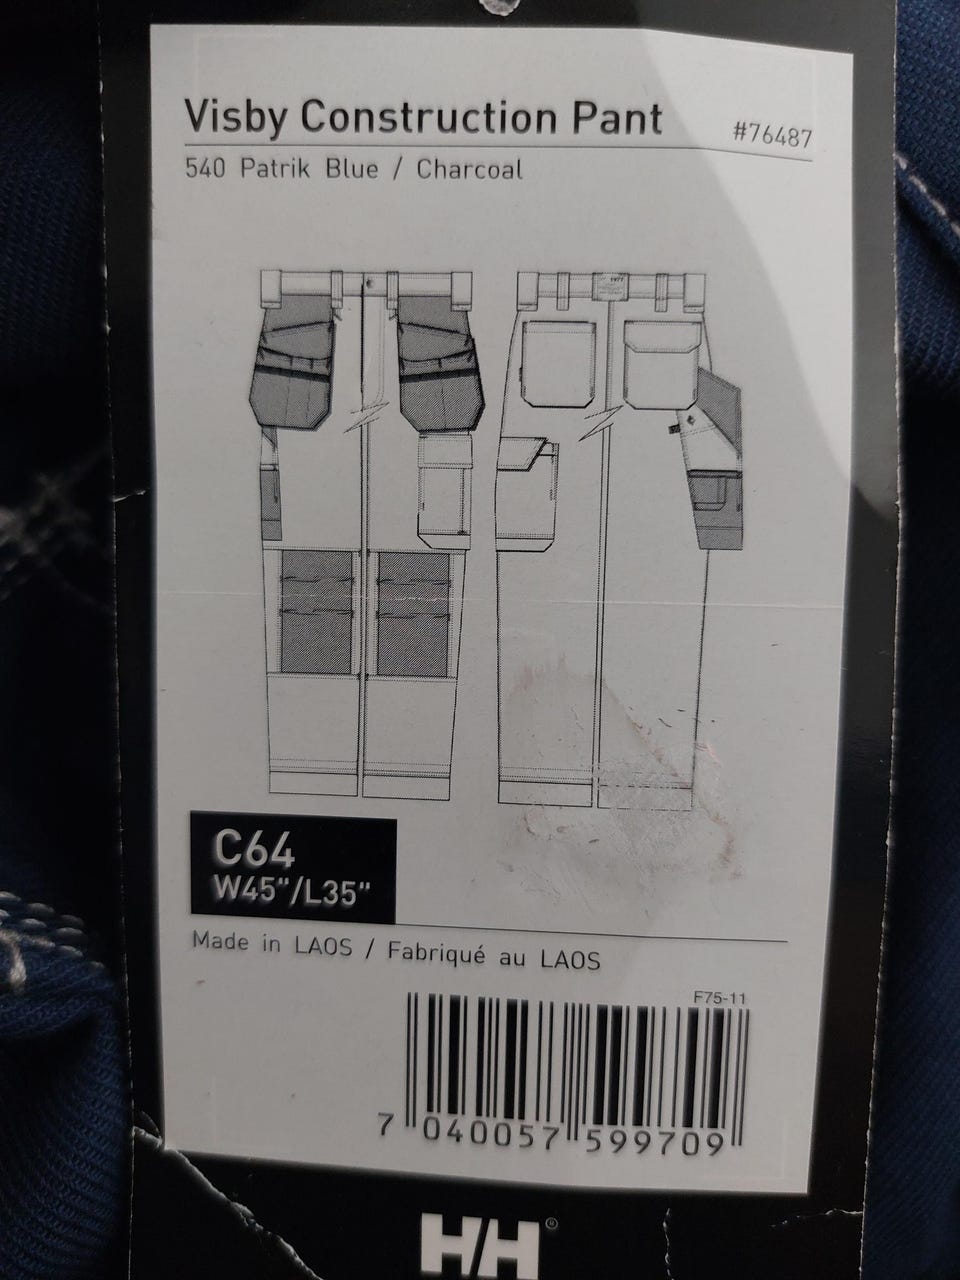 Visby Construction Pant
#76487
540 Patrik Blue / Charcoal
1977
C64
W45"/L35"
Made in LAOS / Fabriqué au LAOS
F75-11
7 040057 599709
H/H®